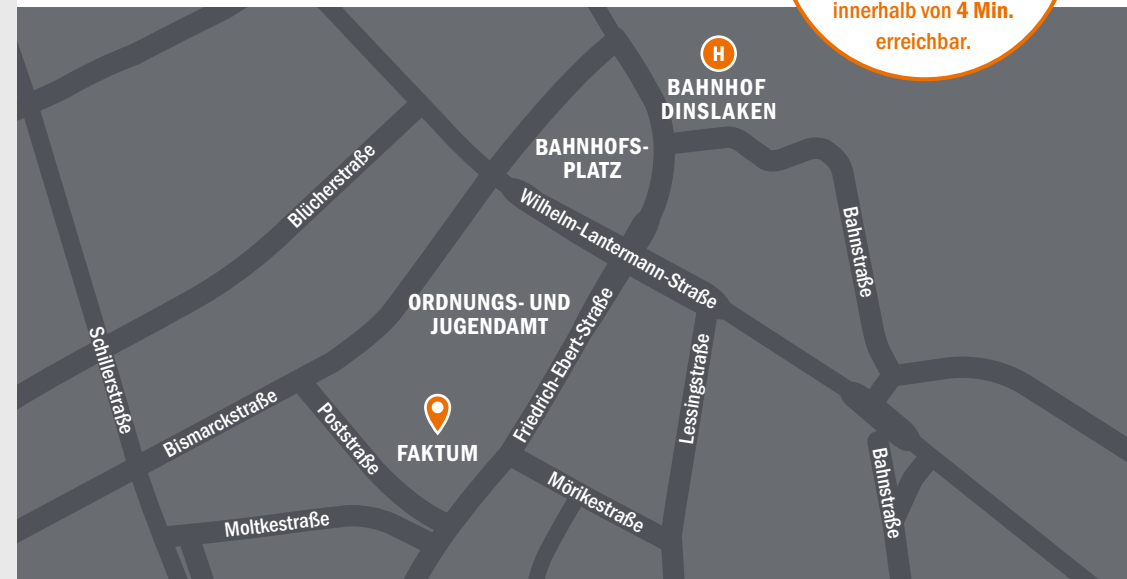 innerhalb von 4 Min.
erreichbar.
H
BAHNHOF
DINSLAKEN
BAHNHOFS-
PLATZ
Blücherstraße
Wilhelm-Lantermann-Straße
Bahnstraße
ORDNUNGS- UND
JUGENDAMT
Friedrich-Ebert-Straße
Schillerstraße
Lessingstraße
Bismarckstraße
Poststraße
FAKTUM
Bahnstraße
Mörikestraße
Moltkestraße